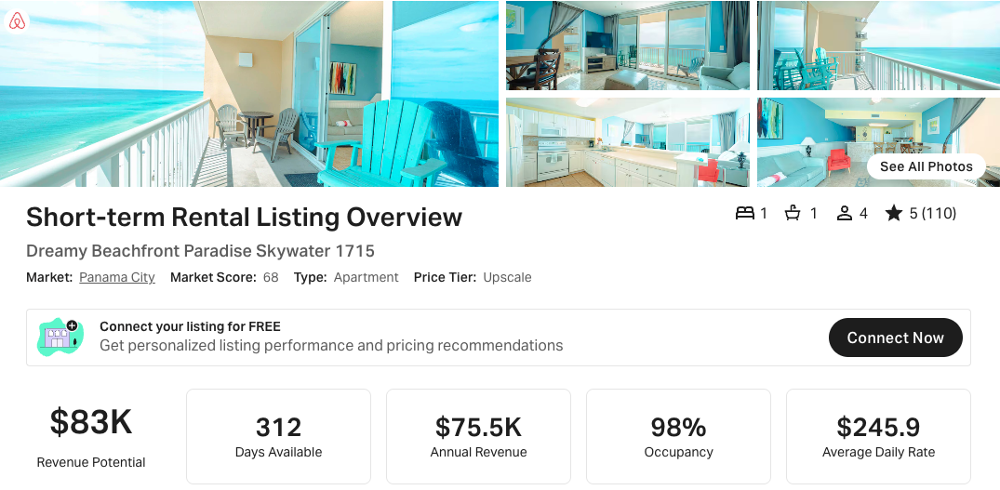 See All Photos
Short-term Rental Listing Overview
1 1 4 5 (110)
Dreamy Beachfront Paradise Skywater 1715
Market: Panama City Market Score: 68 Type: Apartment Price Tier: Upscale
Connect your listing for FREE
Get personalized listing performance and pricing recommendations
Connect Now
$83K
Revenue Potential
312
Days Available
$75.5K
Annual Revenue
98%
Occupancy
$245.9
Average Daily Rate